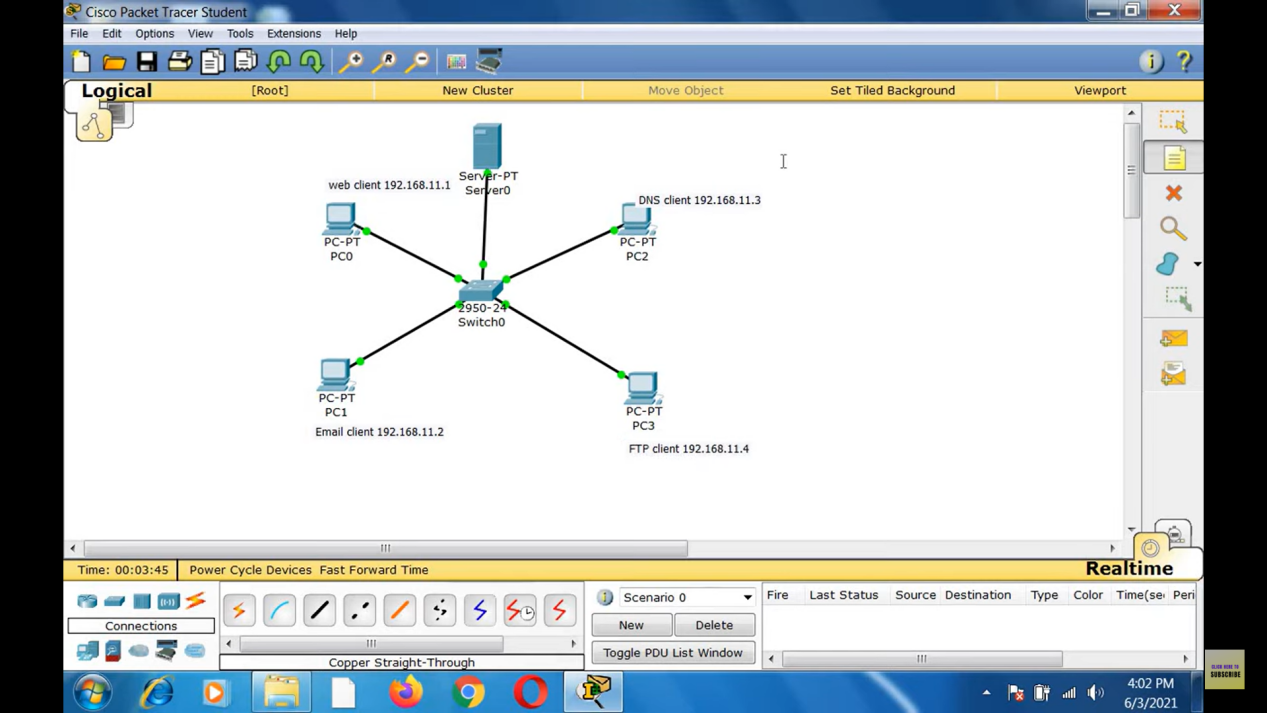 Cisco Packet Tracer Student
File Edit Options View Tools Extensions Help
Logical [Root] New Cluster Move Object Set Tiled Background Viewport
Server-PT
Server0
web client 192.168.11.1
DNS client 192.168.11.3
PC-PT
PC0
PC-PT
PC2
2950-24
Switch0
PC-PT
PC1
PC-PT
PC3
Email client 192.168.11.2
FTP client 192.168.11.4
Realtime
Time: 00:03:45 Power Cycle Devices Fast Forward Time
Connections
Copper Straight-Through
Scenario 0
New Delete
Toggle PDU List Window
Fire Last Status Source Destination Type Color Time(sec Peri
4:02 PM
6/3/2021
CLICK HERE TO
SUBSCRIBE